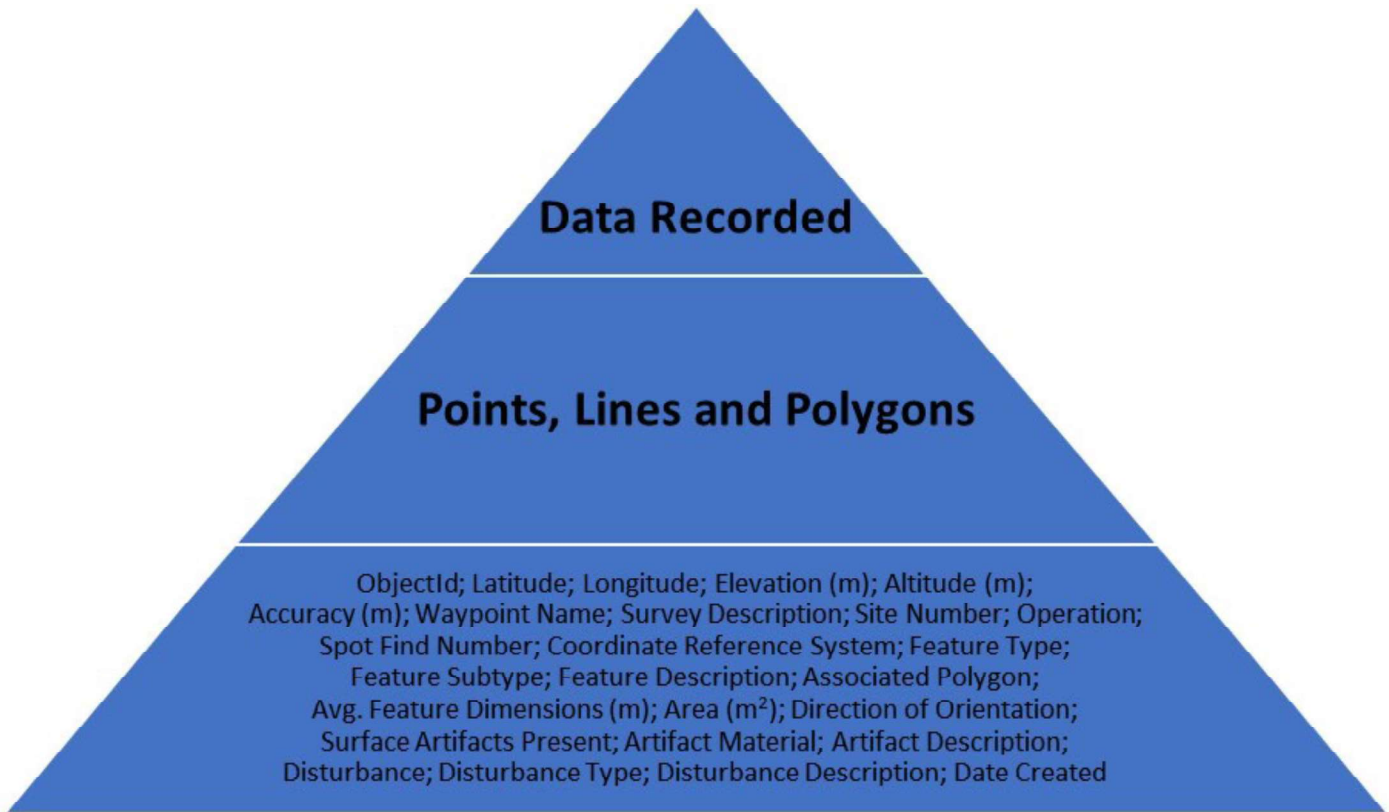 Data Recorded
Points, Lines and Polygons
ObjectId; Latitude; Longitude; Elevation (m); Altitude (m);
Accuracy (m); Waypoint Name; Survey Description; Site Number; Operation;
Spot Find Number; Coordinate Reference System; Feature Type;
Feature Subtype; Feature Description; Associated Polygon;
Avg. Feature Dimensions (m); Area (m²); Direction of Orientation;
Surface Artifacts Present; Artifact Material; Artifact Description;
Disturbance; Disturbance Type; Disturbance Description; Date Created